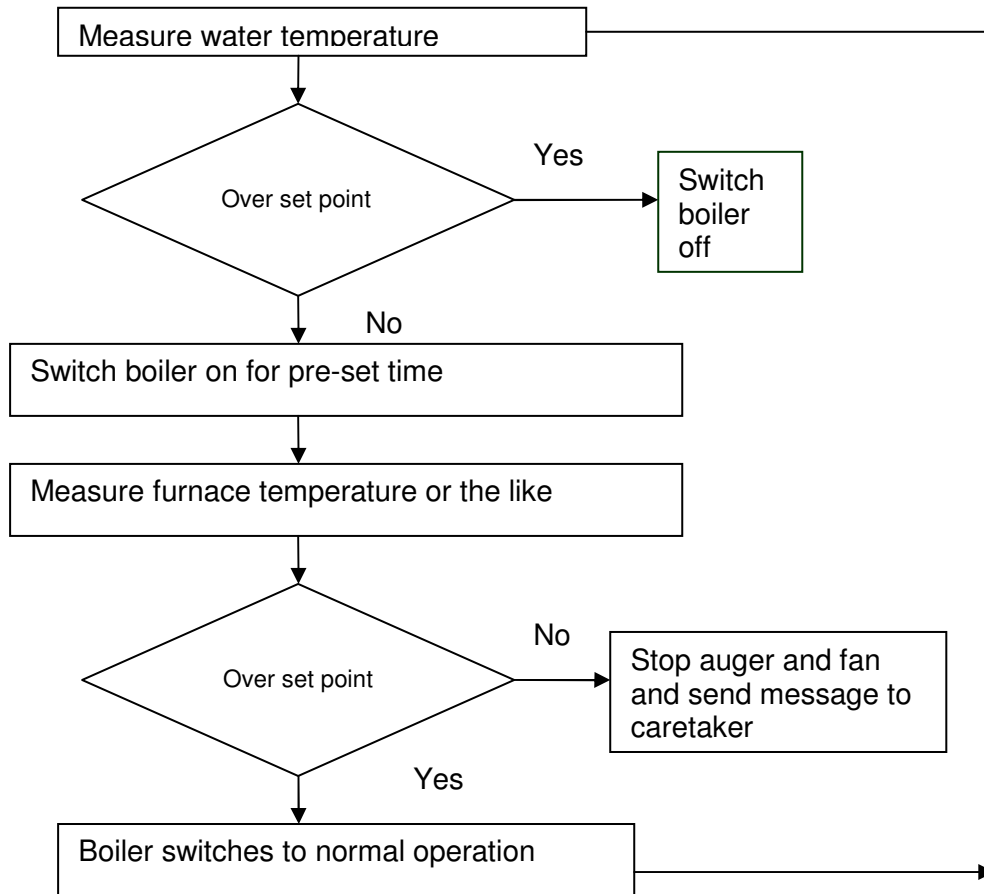 Measure water temperature
Over set point
Yes
Switch
boiler
off
No
Switch boiler on for pre-set time
Measure furnace temperature or the like
Over set point
No
Stop auger and fan
and send message to
caretaker
Yes
Boiler switches to normal operation